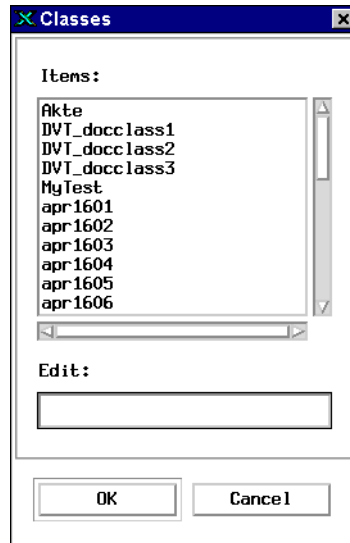 Classes
Items:
Akte
DVT_docclass1
DVT_docclass2
DVT_docclass3
MyTest
apr1601
apr1602
apr1603
apr1604
apr1605
apr1606
Edit:
OK Cancel